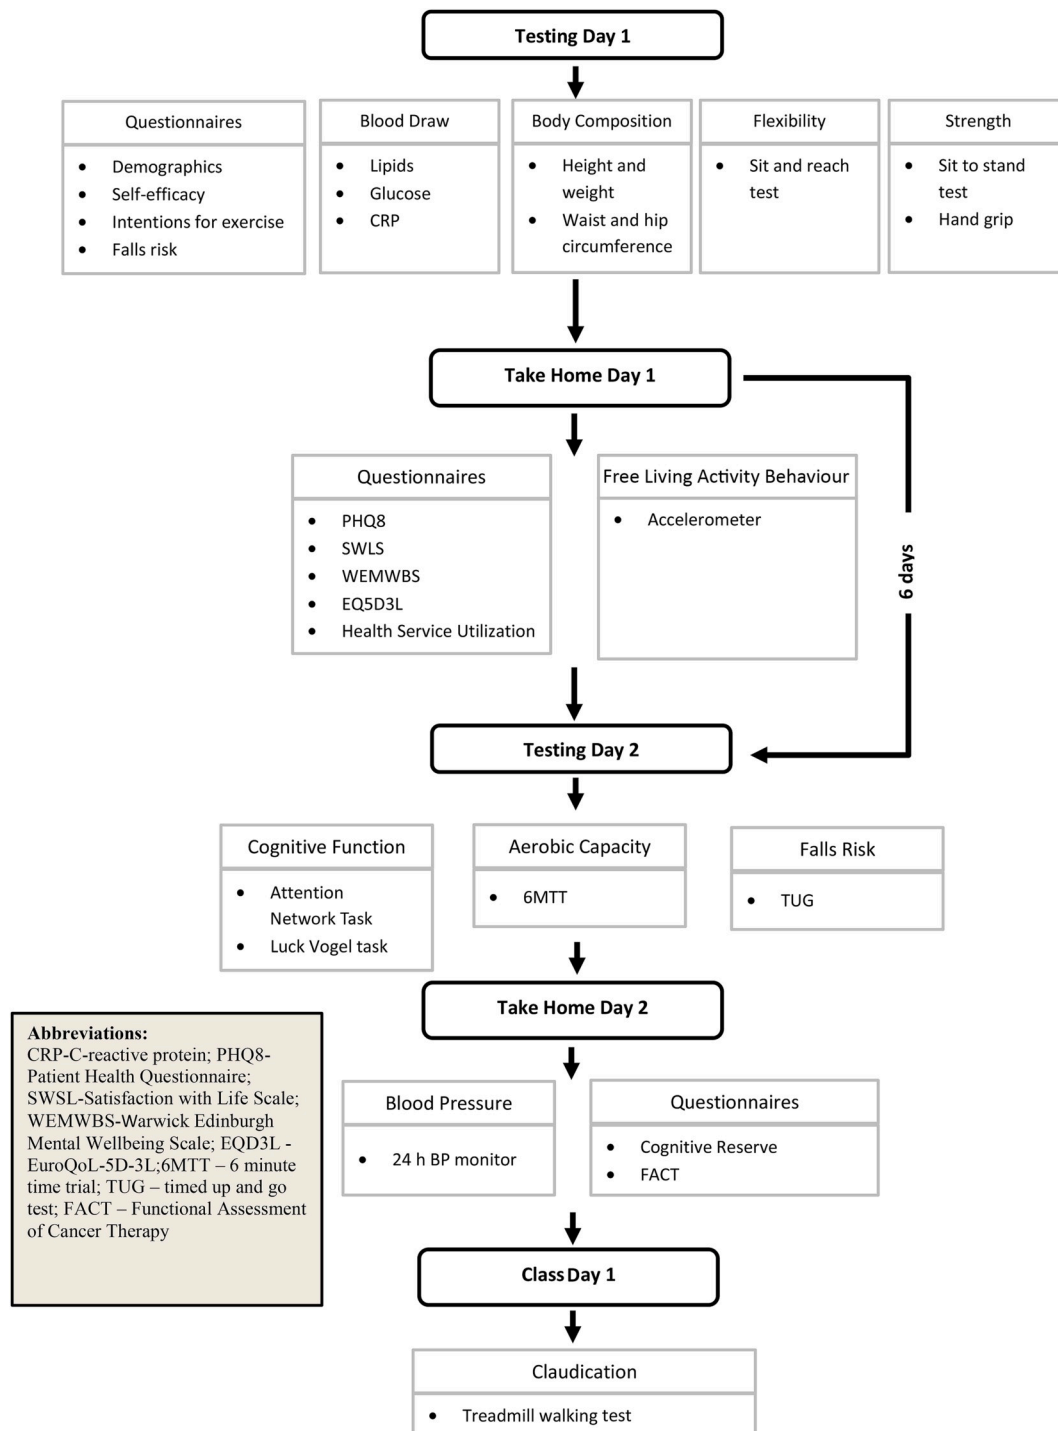 Testing Day 1
Questionnaires
• Demographics
• Self-efficacy
• Intentions for exercise
• Falls risk
Blood Draw
• Lipids
• Glucose
• CRP
Body Composition
• Height and
weight
• Waist and hip
circumference
Flexibility
• Sit and reach
test
Strength
• Sit to stand
test
• Hand grip
Take Home Day 1
Questionnaires
• PHQ8
• SWLS
• WEMWBS
• EQ5D3L
• Health Service Utilization
Free Living Activity Behaviour
• Accelerometer
6 days
Testing Day 2
Cognitive Function
• Attention
Network Task
• Luck Vogel task
Aerobic Capacity
• 6MTT
Falls Risk
• TUG
Take Home Day 2
Abbreviations:
CRP-C-reactive protein; PHQ8-
Patient Health Questionnaire;
SWSL-Satisfaction with Life Scale;
WEMWBS-Warwick Edinburgh
Mental Wellbeing Scale; EQD3L -
EuroQoL-5D-3L;6MTT – 6 minute
time trial; TUG – timed up and go
test; FACT – Functional Assessment
of Cancer Therapy
Blood Pressure
• 24 h BP monitor
Questionnaires
• Cognitive Reserve
• FACT
Class Day 1
Claudication
• Treadmill walking test